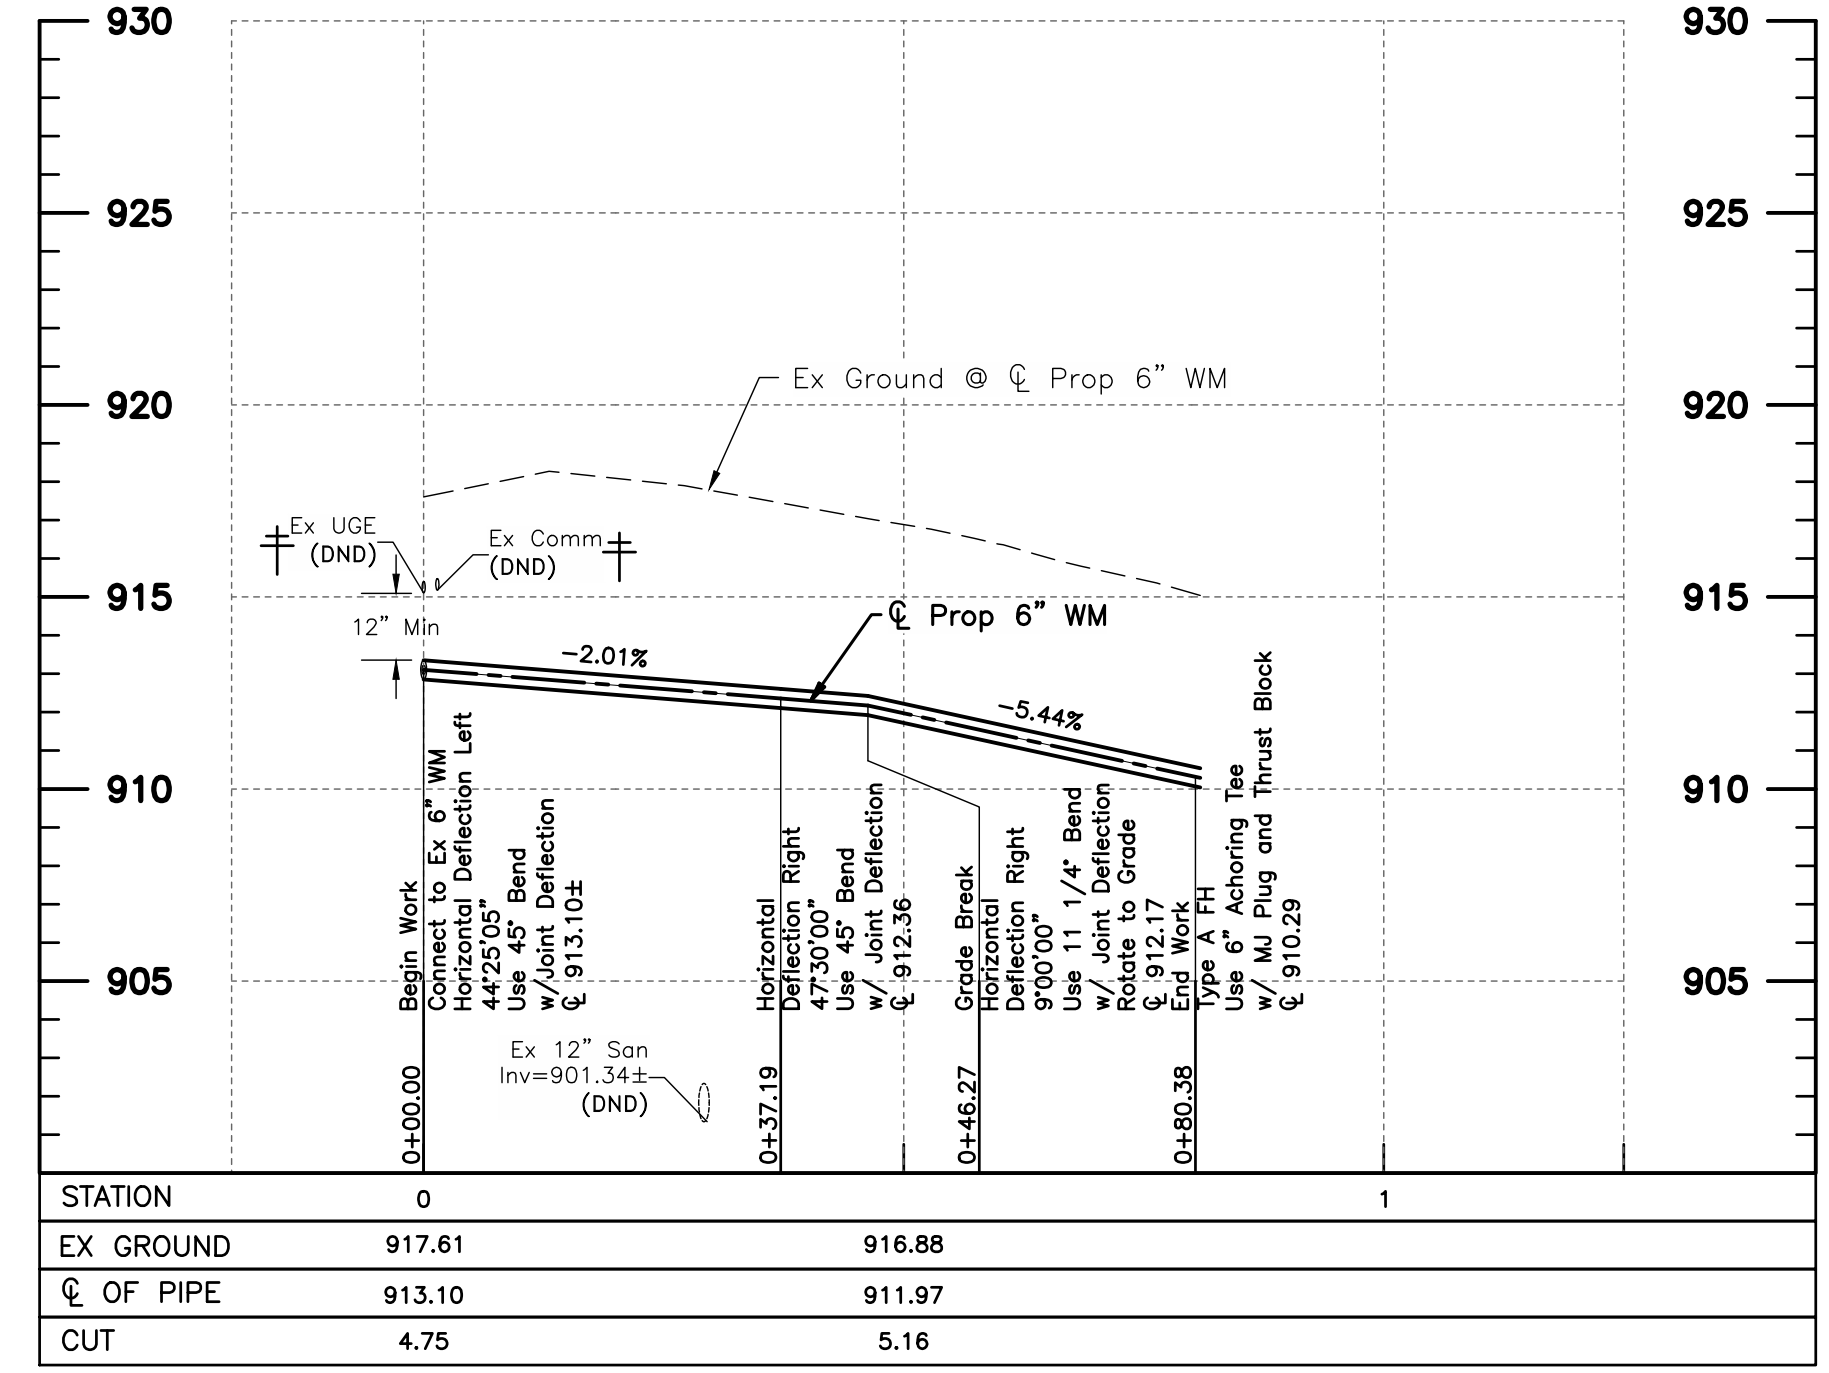 930
930
925
925
920
920
915
915
910
910
905
905
Ex Ground @ ℄ Prop 6” WM
Ex UGE
(DND)
Ex Comm
(DND)
12” Min
℄ Prop 6” WM
-2.01%
-5.44%
Begin Work
Connect to Ex 6” WM
Horizontal Deflection Left
44°25'05”
Use 45° Bend
w/Joint Deflection
℄ 913.10±
Horizontal
Deflection Right
47°30'00”
Use 45° Bend
w/ Joint Deflection
℄ 912.36
Grade Break
Horizontal
Deflection Right
9°00'00”
Use 11 1/4° Bend
w/ Joint Deflection
Rotate to Grade
℄ 912.17
End Work
Type A FH
Use 6” Achoring Tee
w/ MJ Plug and Thrust Block
℄ 910.29
Ex 12” San
Inv=901.34±
(DND)
0+00.00
0+37.19
0+46.27
0+80.38
STATION 0 1
EX GROUND 917.61 916.88
℄ OF PIPE 913.10 911.97
CUT 4.75 5.16